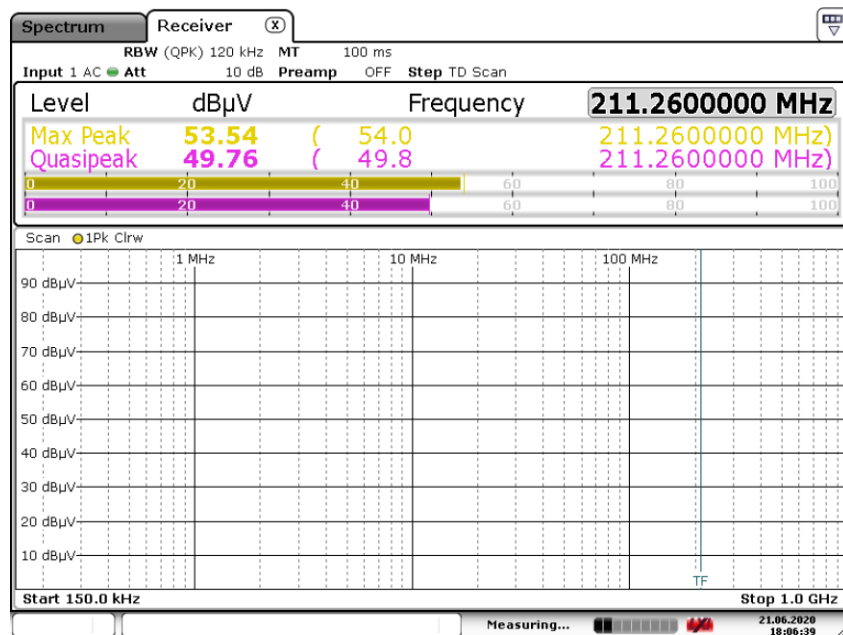 Spectrum Receiver X
RBW (QPK) 120 kHz MT 100 ms
Input 1 AC Att 10 dB Preamp OFF Step TD Scan
Level dBµV Frequency 211.2600000 MHz
Max Peak 53.54 ( 54.0 211.2600000 MHz)
Quasipeak 49.76 ( 49.8 211.2600000 MHz)
0 20 40 60 80 100
0 20 40 60 80 100
Scan 1Pk Clrw
1 MHz 10 MHz 100 MHz
90 dBµV
80 dBµV
70 dBµV
60 dBµV
50 dBµV
40 dBµV
30 dBµV
20 dBµV
10 dBµV
TF
Start 150.0 kHz Stop 1.0 GHz
Measuring... 21.06.2020
18:06:39